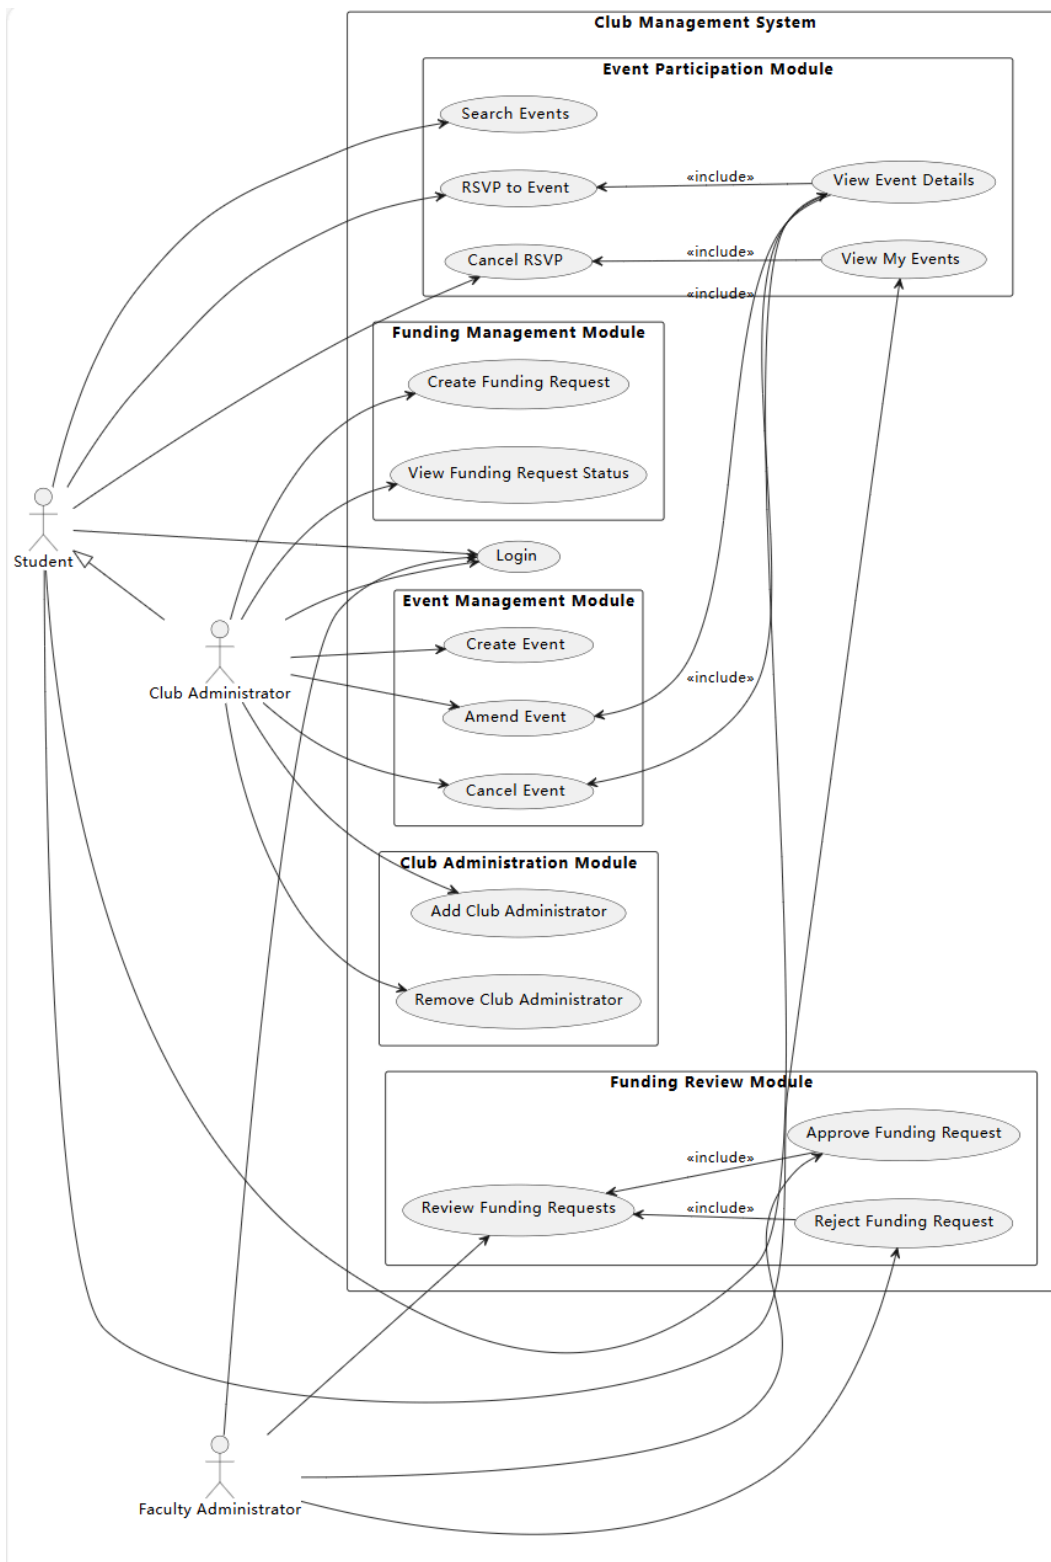 Club Management System
Event Participation Module
Search Events
RSVP to Event
«include»
View Event Details
Cancel RSVP
«include»
View My Events
«include»
Funding Management Module
Create Funding Request
View Funding Request Status
Student
Login
Club Administrator
Event Management Module
Create Event
«include»
Amend Event
Cancel Event
Club Administration Module
Add Club Administrator
Remove Club Administrator
Funding Review Module
Approve Funding Request
«include»
Review Funding Requests
«include»
Reject Funding Request
Faculty Administrator